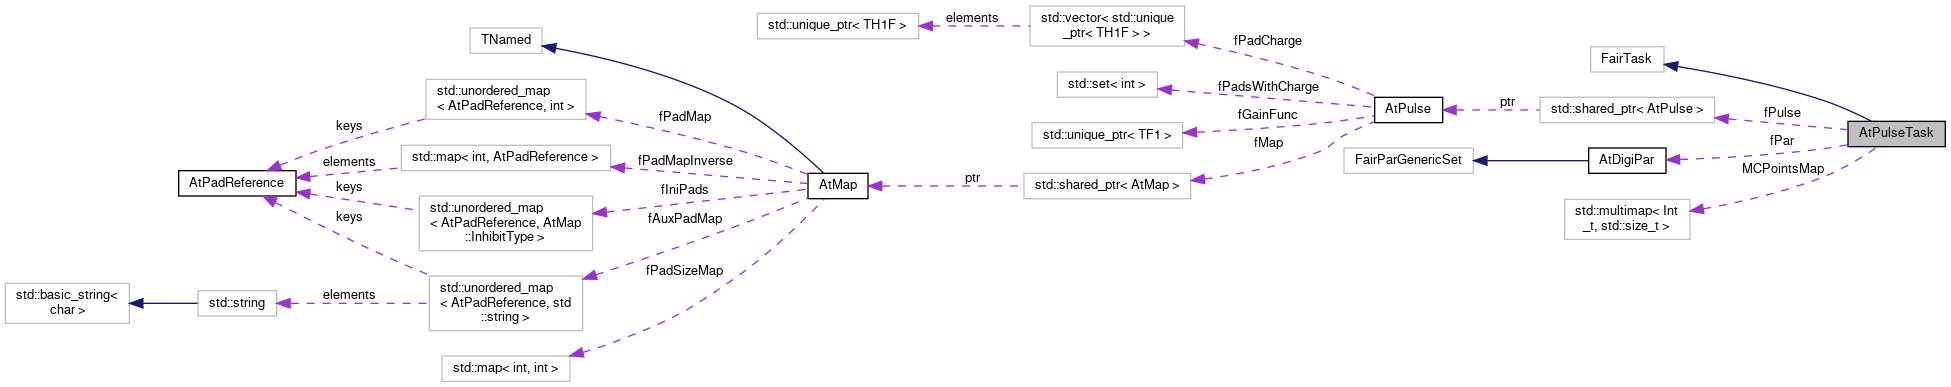 std::unique_ptr< TH1F >
elements
std::vector< std::unique
_ptr< TH1F > >
TNamed
fPadCharge
FairTask
std::unordered_map
< AtPadReference, int >
std::set< int >
fPadsWithCharge
AtPulse
ptr
std::shared_ptr< AtPulse >
fPulse
AtPulseTask
keys
fPadMap
std::unique_ptr< TF1 >
fGainFunc
fMap
fPar
elements
std::map< int, AtPadReference >
fPadMapInverse
FairParGenericSet
AtDigiPar
MCPointsMap
AtPadReference
keys
fIniPads
AtMap
ptr
std::shared_ptr< AtMap >
keys
std::unordered_map
< AtPadReference, AtMap
::InhibitType >
fAuxPadMap
std::multimap< Int
_t, std::size_t >
fPadSizeMap
std::basic_string<
char >
std::string
elements
std::unordered_map
< AtPadReference, std
::string >
std::map< int, int >